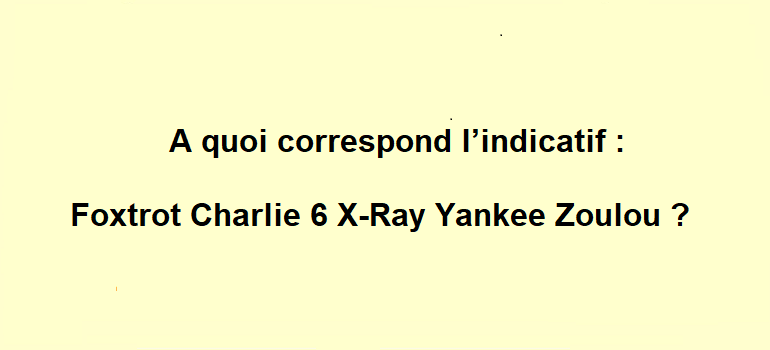 A quoi correspond l’indicatif :
Foxtrot Charlie 6 X-Ray Yankee Zoulou ?